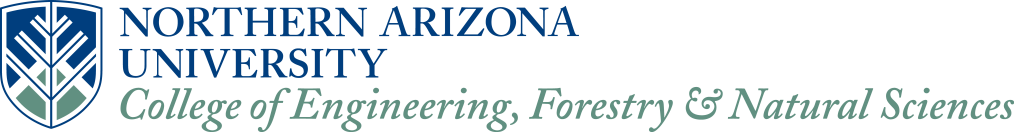 NORTHERN ARIZONA
UNIVERSITY
College of Engineering, Forestry & Natural Sciences